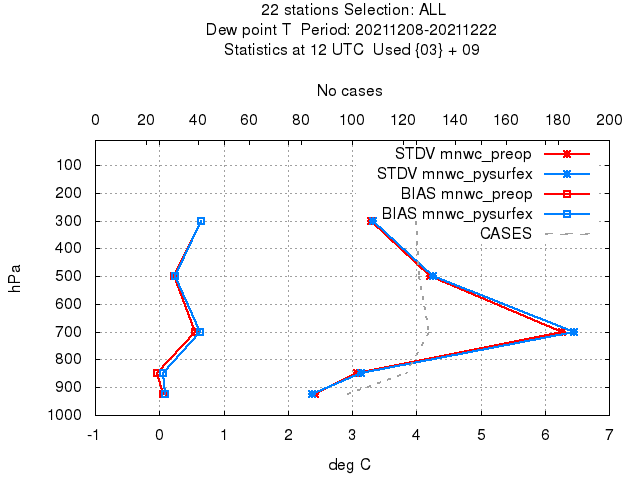 22 stations Selection: ALL
Dew point T  Period: 20211208-20211222
Statistics at 12 UTC  Used {03} + 09
No cases
0 20 40 60 80 100 120 140 160 180 200
STDV mnwc_preop
STDV mnwc_pysurfex
BIAS mnwc_preop
BIAS mnwc_pysurfex
CASES
hPa
100
200
300
400
500
600
700
800
900
1000
-1 0 1 2 3 4 5 6 7
deg C